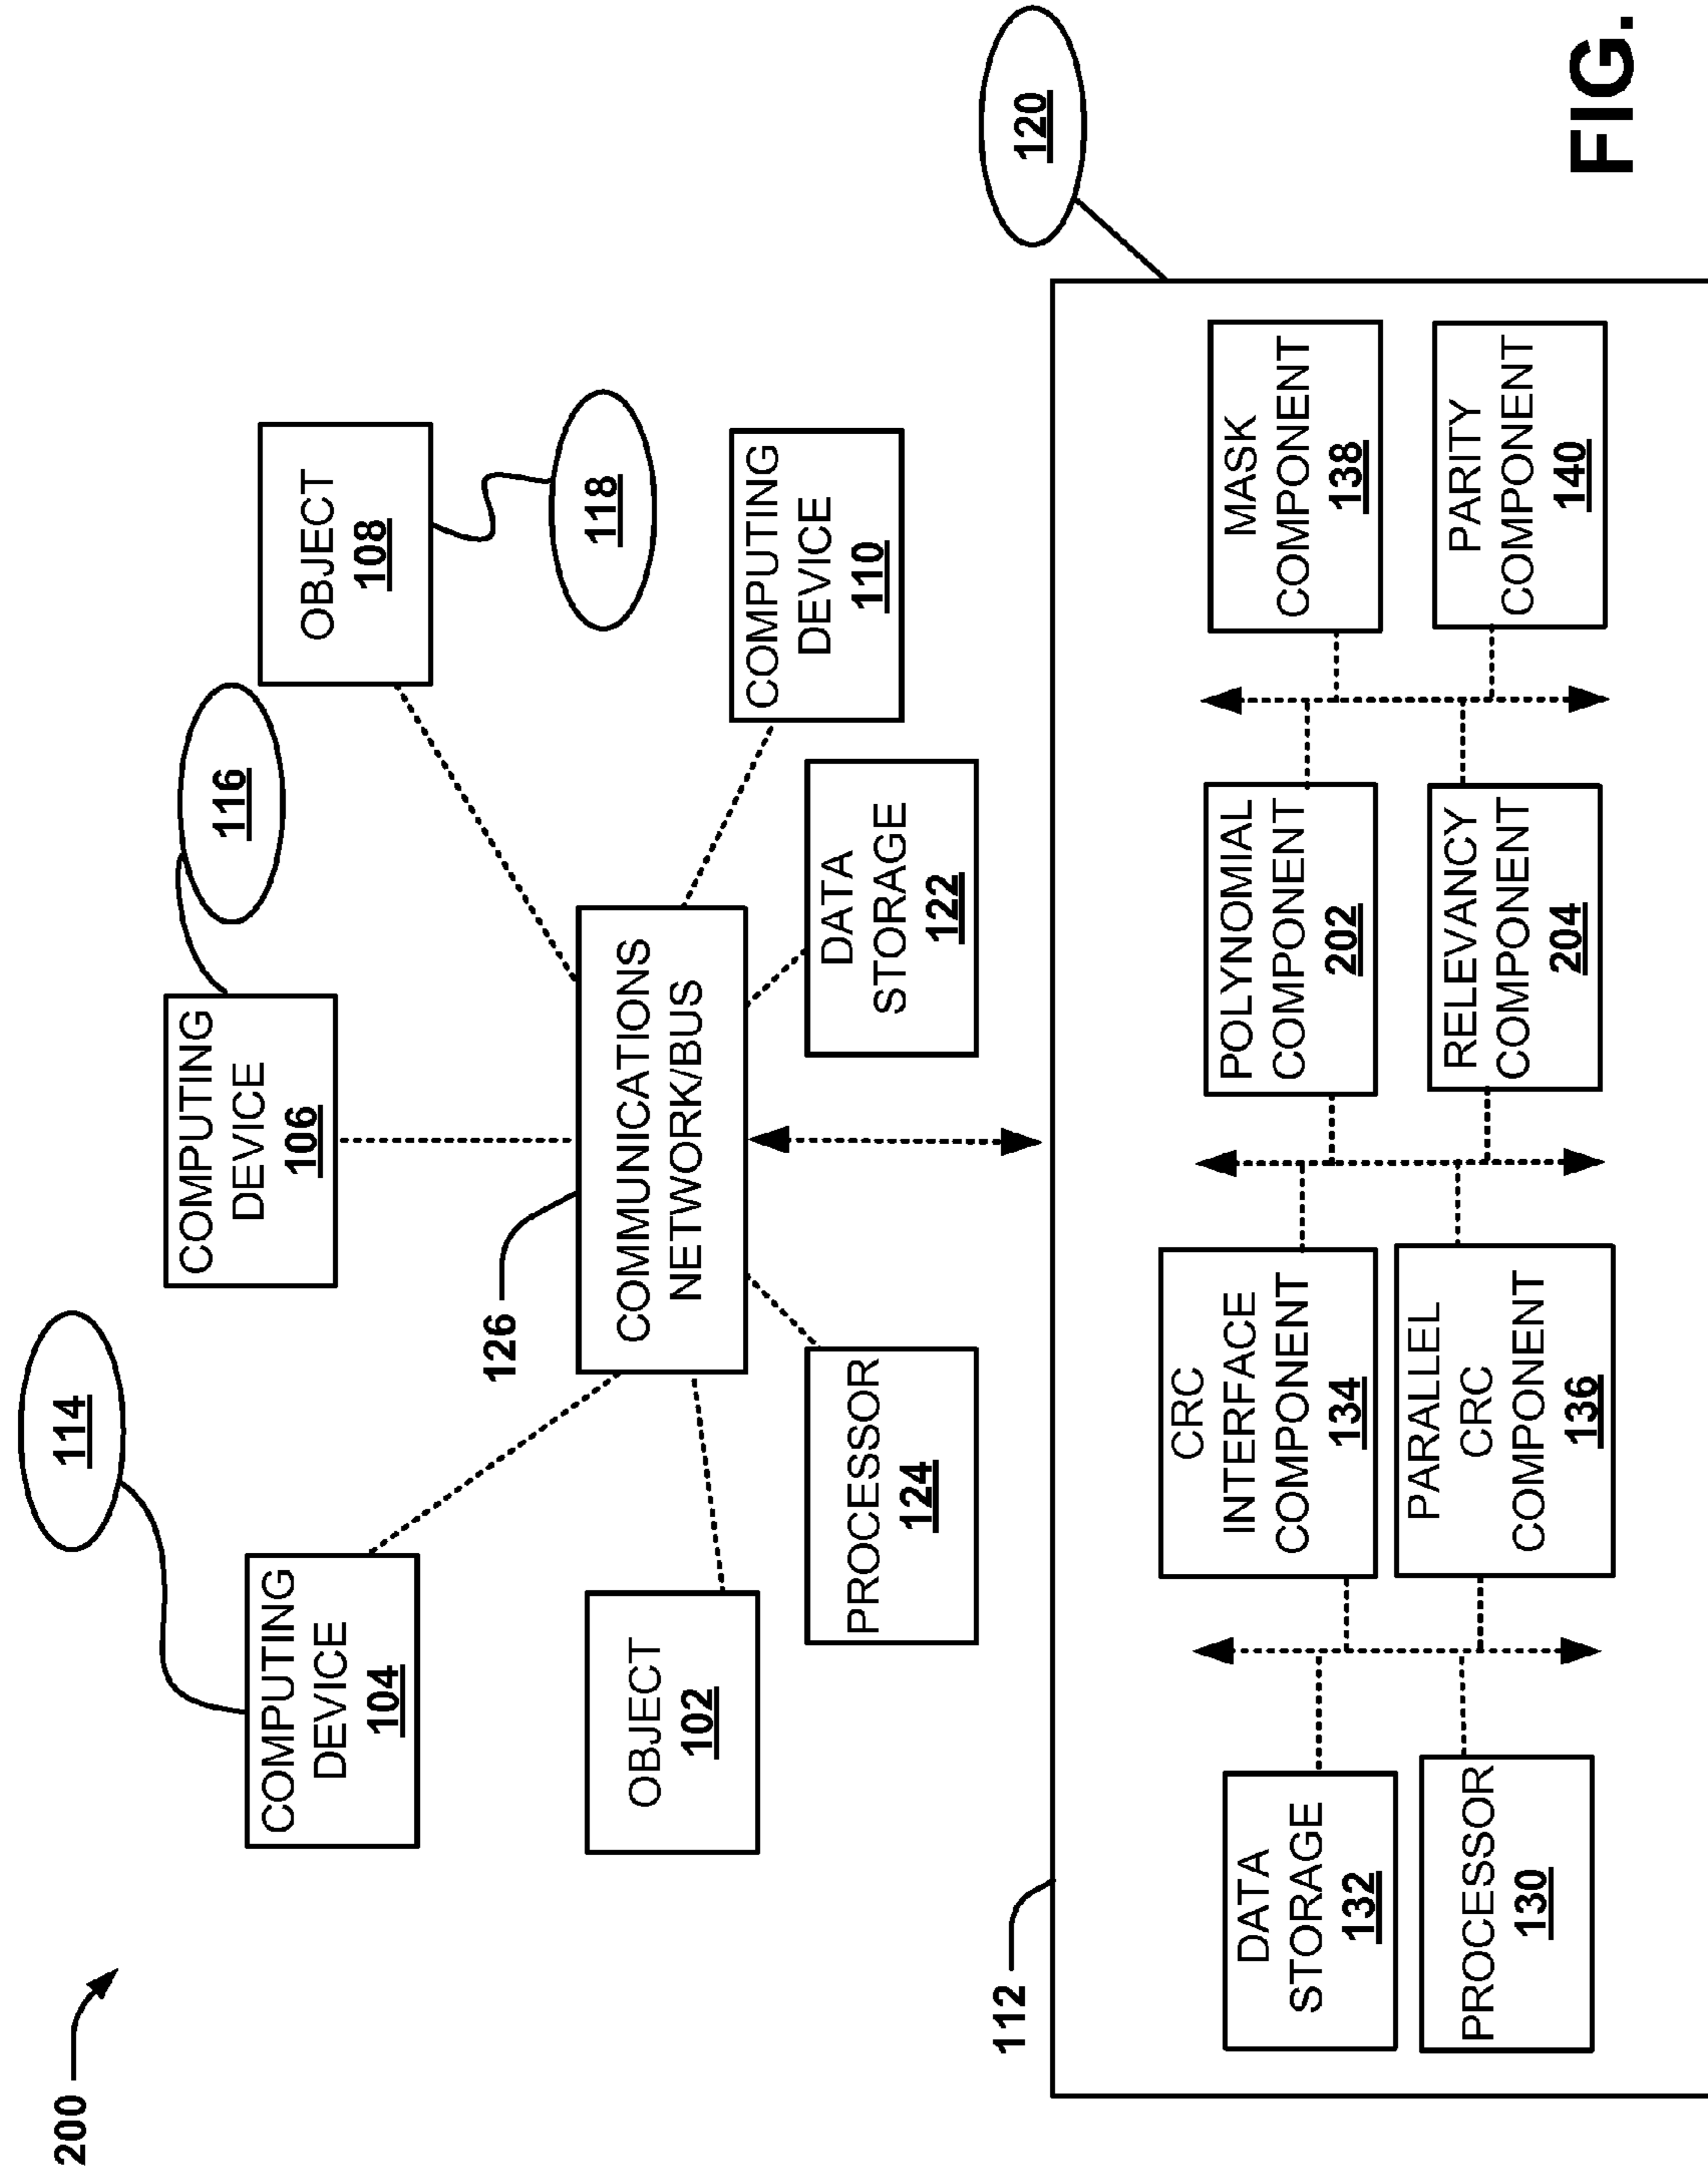 200
114
116
COMPUTING
DEVICE
104
COMPUTING
DEVICE
106
OBJECT
108
118
OBJECT
102
126
COMMUNICATIONS
NETWORK/BUS
COMPUTING
DEVICE
110
PROCESSOR
124
DATA
STORAGE
122
112
120
DATA
STORAGE
132
CRC
INTERFACE
COMPONENT
134
POLYNOMIAL
COMPONENT
202
MASK
COMPONENT
138
PROCESSOR
130
PARALLEL
CRC
COMPONENT
136
RELEVANCY
COMPONENT
204
PARITY
COMPONENT
140
FIG.